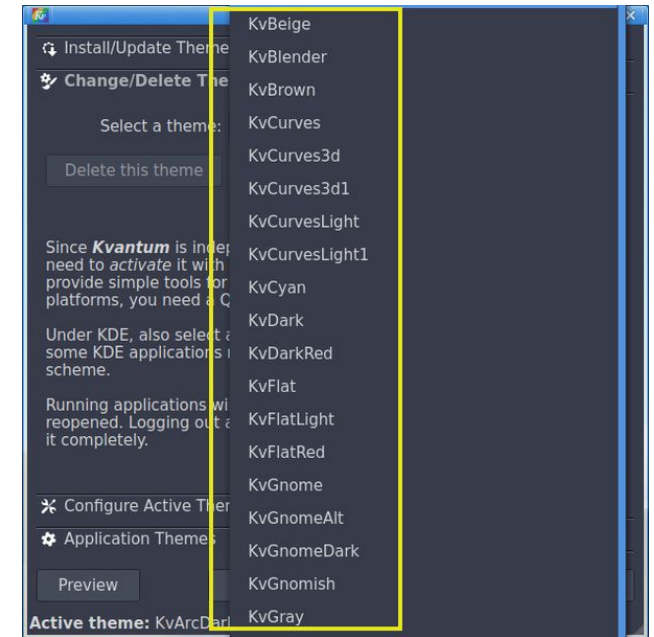 Install/Update Theme
Change/Delete The
Select a theme:
Delete this theme
Since Kvantum is indep
need to activate it with
provide simple tools for
platforms, you need a Q
Under KDE, also select a
some KDE applications
scheme.
Running applications wi
reopened. Logging out a
it completely.
Configure Active Them
Application Themes
Preview
Active theme: KvArcDark
KvBeige
KvBlender
KvBrown
KvCurves
KvCurves3d
KvCurves3d1
KvCurvesLight
KvCurvesLight1
KvCyan
KvDark
KvDarkRed
KvFlat
KvFlatLight
KvFlatRed
KvGnome
KvGnomeAlt
KvGnomeDark
KvGnomish
KvGray